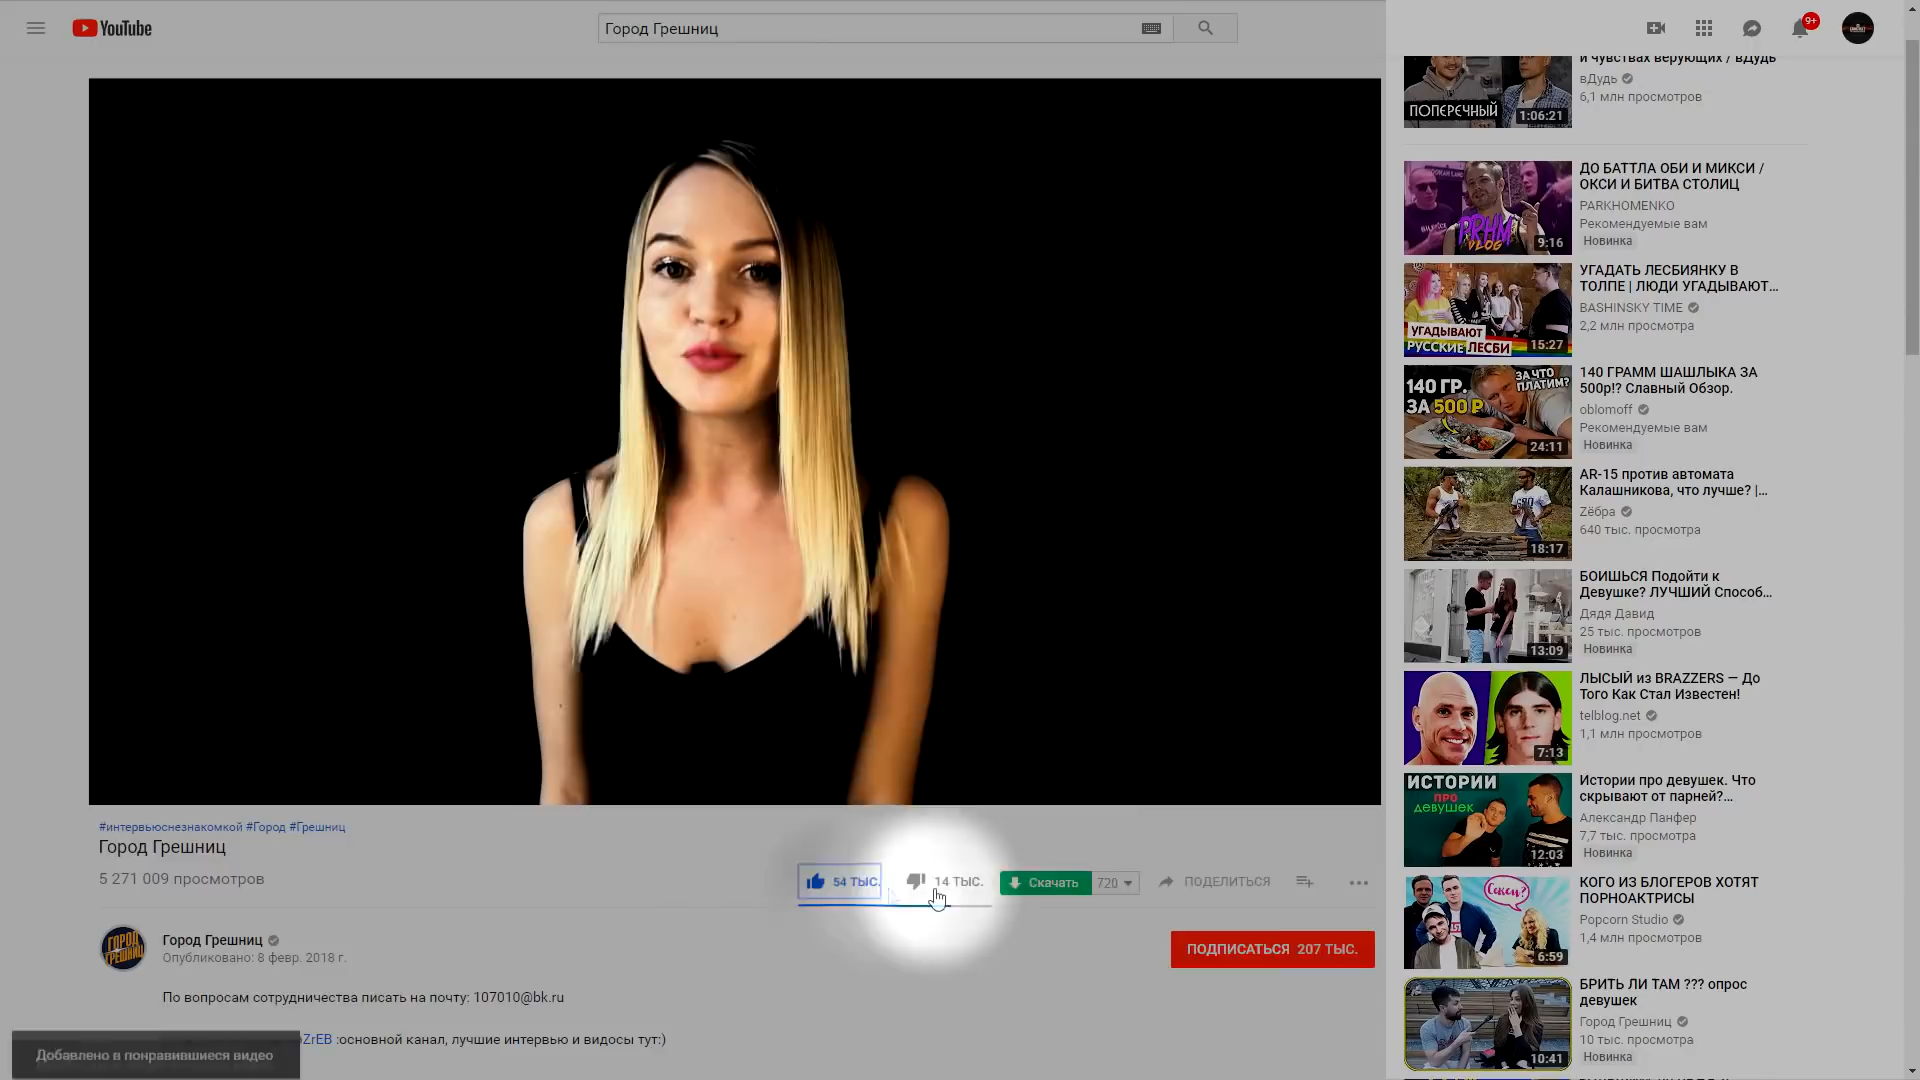 YouTube
Город Грешниц
9+
#интервьюснезнакомкой #Город #Грешниц
Город Грешниц
5 271 009 просмотров
54 ТЫС.
14 ТЫС.
Скачать
720
ПОДЕЛИТЬСЯ
Город Грешниц
Опубликовано: 8 февр. 2018 г.
ПОДПИСАТЬСЯ 207 ТЫС.
По вопросам сотрудничества писать на почту: 107010@bk.ru
ZrEB :основной канал, лучшие интервью и видосы тут:)
Добавлено в понравившиеся видео
ПОПЕРЕЧНЫЙ
1:06:21
и чувствах верующих / вДудь
вДудь
6,1 млн просмотров
PRHM
VLOG
9:16
ДО БАТТЛА ОБИ И МИКСИ /
ОКСИ И БИТВА СТОЛИЦ
PARKHOMENKO
Рекомендуемые вам
Новинка
УГАДЫВАЮТ
РУССКИЕ ЛЕСБИ
15:27
УГАДАТЬ ЛЕСБИЯНКУ В
ТОЛПЕ | ЛЮДИ УГАДЫВАЮТ...
BASHINSKY TIME
2,2 млн просмотра
140 ГР.
ЗА 500 ₽
ЗА ЧТО
ПЛАТИМ?
24:11
140 ГРАММ ШАШЛЫКА ЗА
500р!? Славный Обзор.
oblomoff
Рекомендуемые вам
Новинка
18:17
AR-15 против автомата
Калашникова, что лучше? |...
Zёбра
640 тыс. просмотра
13:09
БОИШЬСЯ Подойти к
Девушке? ЛУЧШИЙ Способ...
Дядя Давид
25 тыс. просмотров
Новинка
7:13
ЛЫСЫЙ из BRAZZERS — До
Того Как Стал Известен!
telblog.net
1,1 млн просмотров
ИСТОРИИ
ПРО
девушек
12:03
Истории про девушек. Что
скрывают от парней?...
Александр Панфер
7,7 тыс. просмотров
Новинка
6:59
КОГО ИЗ БЛОГЕРОВ ХОТЯТ
ПОРНОАКТРИСЫ
Popcorn Studio
1,4 млн просмотров
10:41
БРИТЬ ЛИ ТАМ ??? опрос
девушек
Город Грешниц
10 тыс. просмотров
Новинка